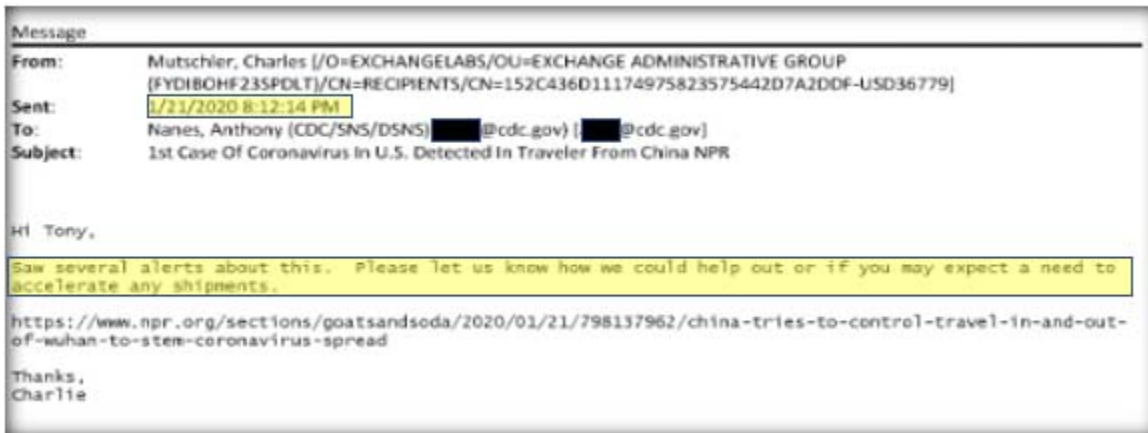 Message
From: Mutschler, Charles [/O=EXCHANGELABS/OU=EXCHANGE ADMINISTRATIVE GROUP
(FYDIBOHF23SPDLT)/CN=RECIPIENTS/CN=152C436D11174975823575442D7A2DDF-USD36779]
Sent: 1/21/2020 8:12:14 PM
To: Nanes, Anthony (CDC/SNS/DSNS) @cdc.gov) [ @cdc.gov]
Subject: 1st Case Of Coronavirus In U.S. Detected In Traveler From China NPR
Hi Tony,
Saw several alerts about this. Please let us know how we could help out or if you may expect a need to
accelerate any shipments.
https://www.npr.org/sections/goatsandsoda/2020/01/21/798137962/china-tries-to-control-travel-in-and-out-
of-wuhan-to-stem-coronavirus-spread
Thanks,
Charlie